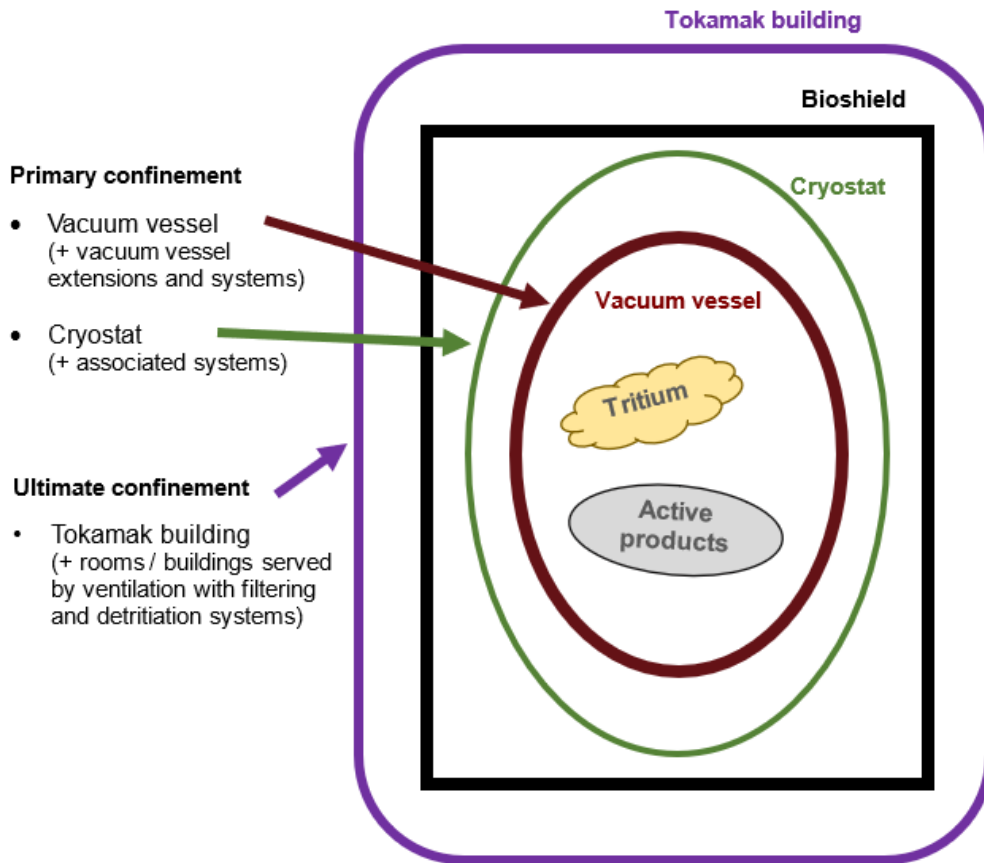 Tokamak building
Bioshield
Primary confinement
Cryostat
• Vacuum vessel
(+ vacuum vessel
extensions and systems)
Vacuum vessel
• Cryostat
(+ associated systems)
Tritium
Ultimate confinement
Active
products
• Tokamak building
(+ rooms / buildings served
by ventilation with filtering
and detritiation systems)